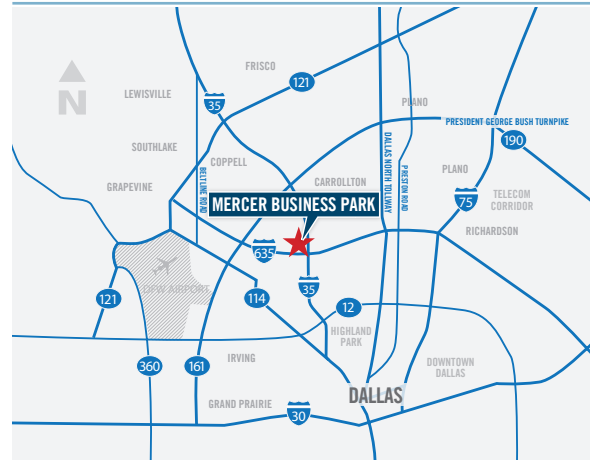 FRISCO
121
LEWISVILLE
35
PLANO
N
PRESIDENT GEORGE BUSH TURNPIKE
190
SOUTHLAKE
COPPELL
DALLAS NORTH TOLLWAY
PRESTON ROAD
PLANO
BELTLINE ROAD
GRAPEVINE
CARROLLTON
75
TELECOM
CORRIDOR
MERCER BUSINESS PARK
RICHARDSON
635
DFW AIRPORT
35
121
114
12
HIGHLAND
PARK
360
161
IRVING
DOWNTOWN
DALLAS
DALLAS
GRAND PRAIRIE
30